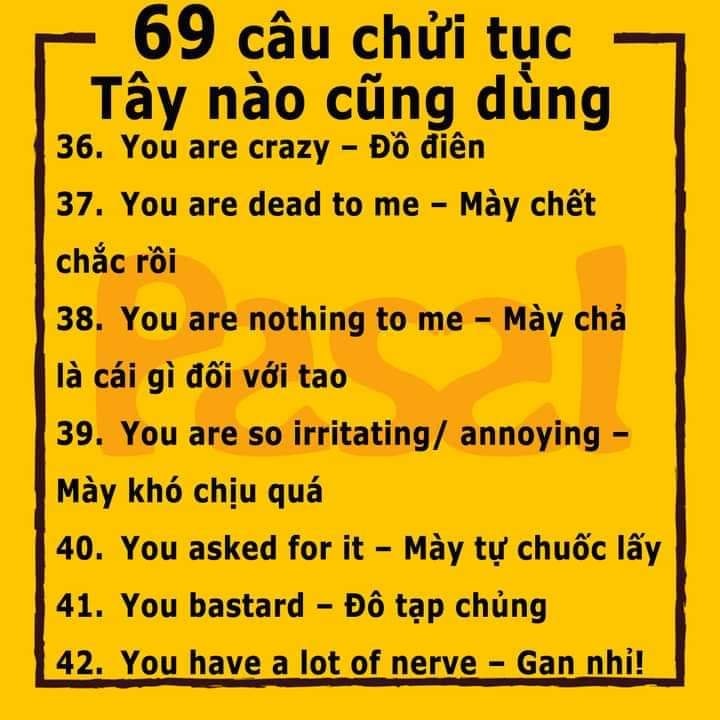 69 câu chửi tục
Tây nào cũng dùng
36. You are crazy – Đồ điên
37. You are dead to me – Mày chết
chắc rồi
38. You are nothing to me – Mày chả
là cái gì đối với tao
39. You are so irritating/ annoying –
Mày khó chịu quá
40. You asked for it – Mày tự chuốc lấy
41. You bastard – Đô tạp chủng
42. You have a lot of nerve – Gan nhỉ!
Pasal